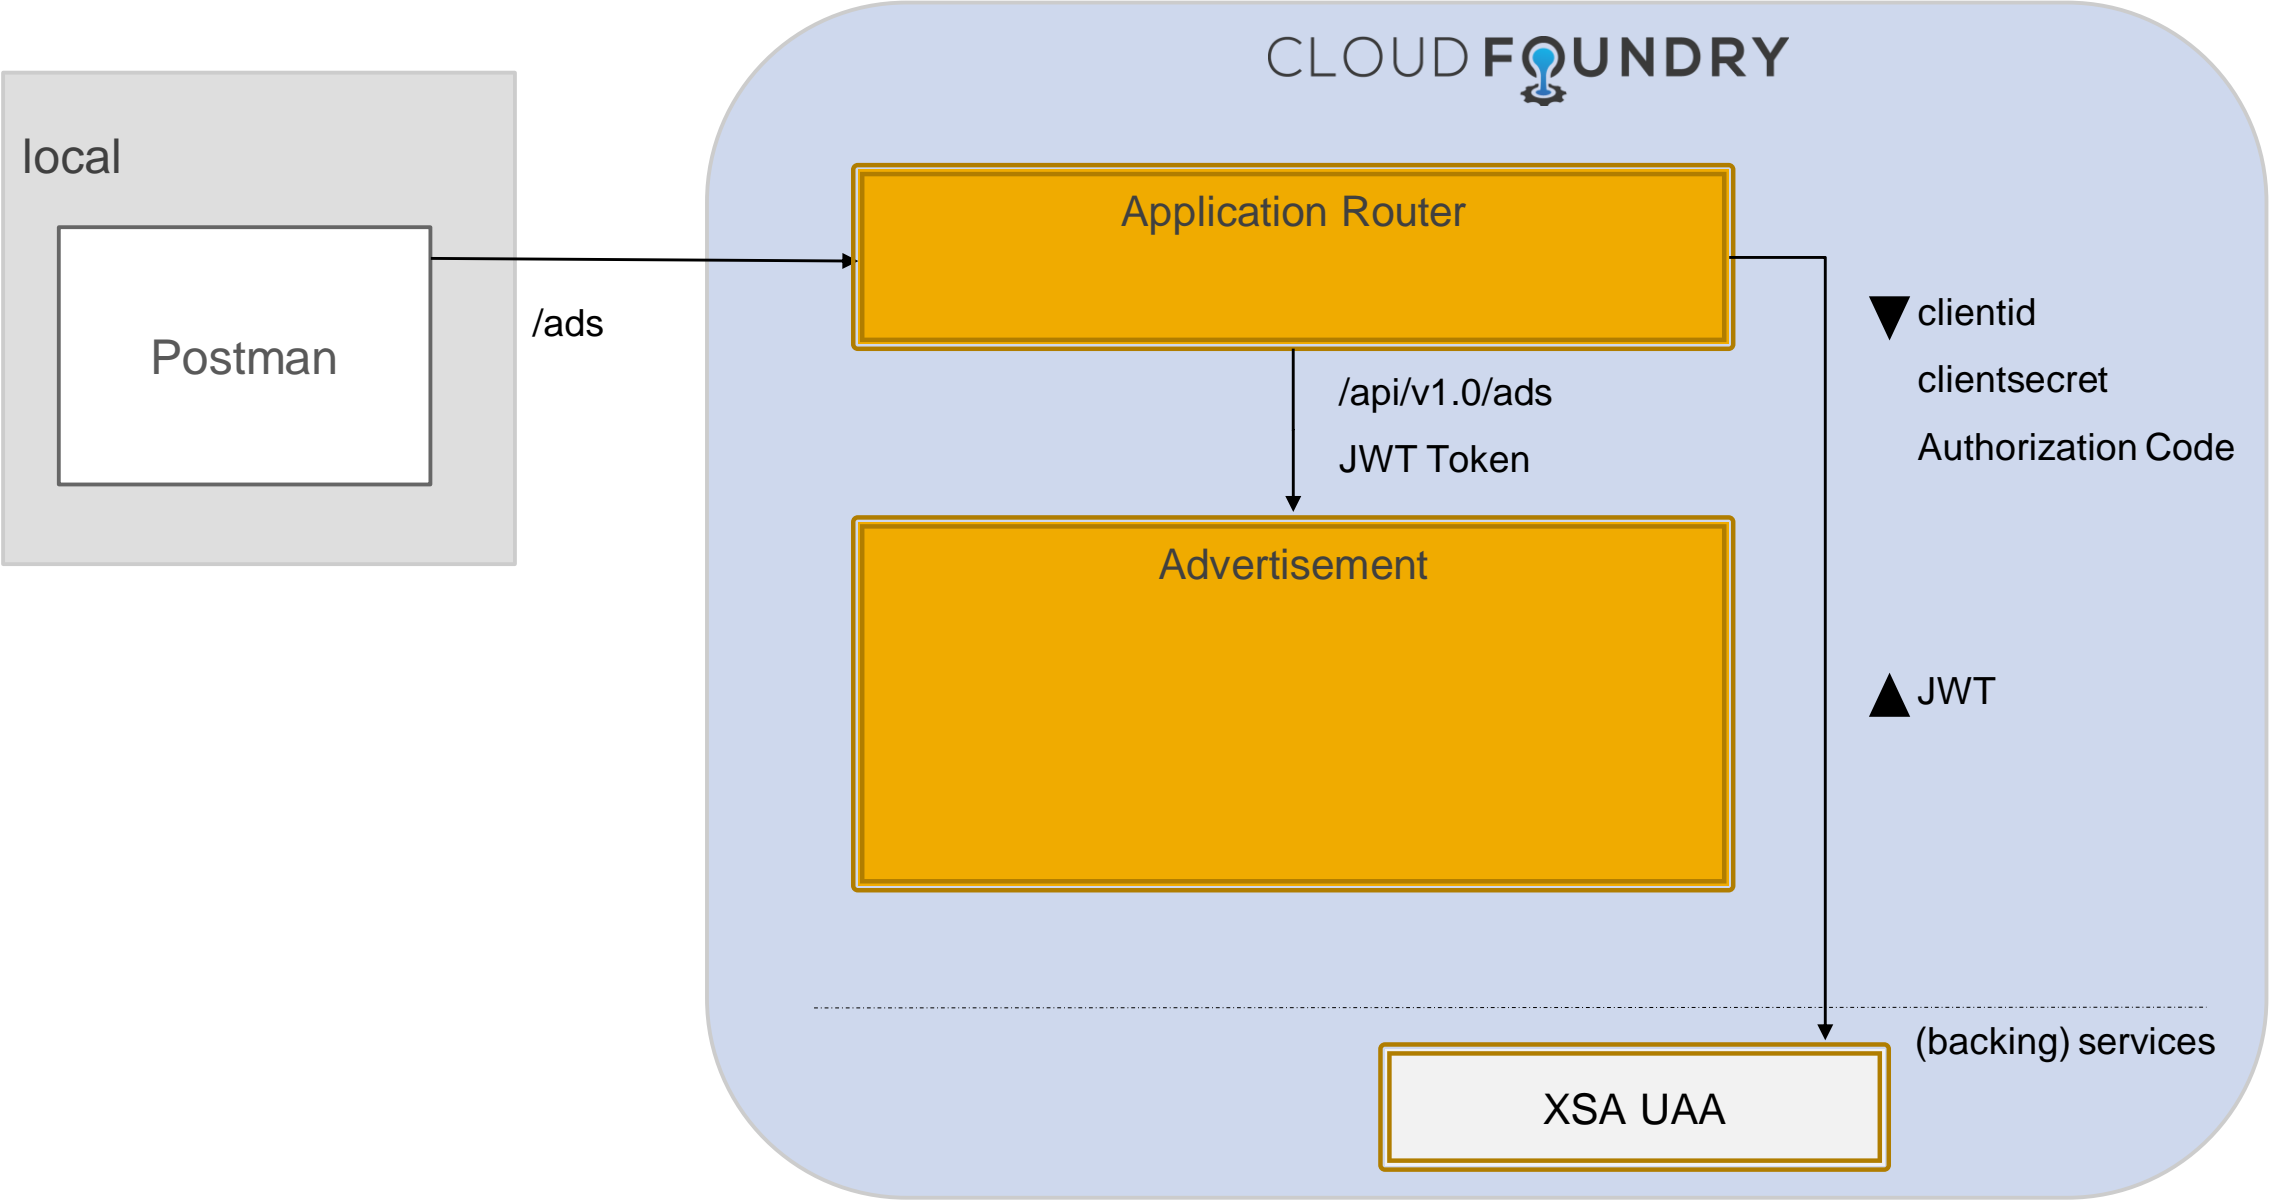 CLOUD FOUNDRY
local
Application Router
Postman
/ads
clientid
clientsecret
Authorization Code
/api/v1.0/ads
JWT Token
Advertisement
JWT
(backing) services
XSA UAA